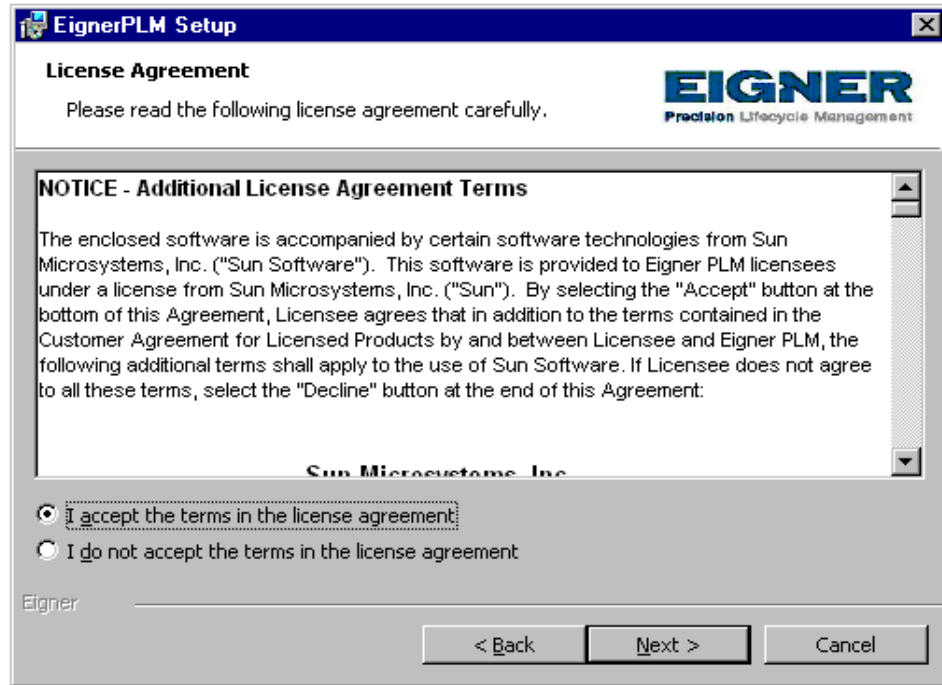 EignerPLM Setup
License Agreement
Please read the following license agreement carefully.
EIGNER
Precision Lifecycle Management
NOTICE - Additional License Agreement Terms
The enclosed software is accompanied by certain software technologies from Sun
Microsystems, Inc. ("Sun Software").  This software is provided to Eigner PLM licensees
under a license from Sun Microsystems, Inc. ("Sun").  By selecting the "Accept" button at the
bottom of this Agreement, Licensee agrees that in addition to the terms contained in the
Customer Agreement for Licensed Products by and between Licensee and Eigner PLM, the
following additional terms shall apply to the use of Sun Software. If Licensee does not agree
to all these terms, select the "Decline" button at the end of this Agreement:
Sun Microsystems, Inc.
I accept the terms in the license agreement
I do not accept the terms in the license agreement
Eigner
< Back
Next >
Cancel